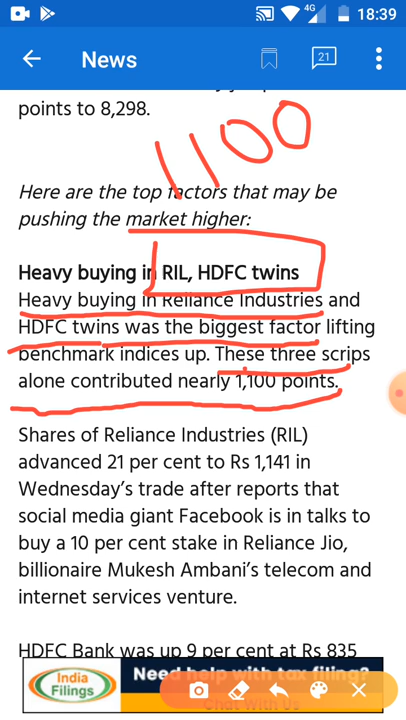 18:39
4G
News
21
points to 8,298.
1100
Here are the top factors that may be
pushing the market higher:
Heavy buying in RIL, HDFC twins
Heavy buying in Reliance Industries and
HDFC twins was the biggest factor lifting
benchmark indices up. These three scrips
alone contributed nearly 1,100 points.
Shares of Reliance Industries (RIL)
advanced 21 per cent to Rs 1,141 in
Wednesday's trade after reports that
social media giant Facebook is in talks to
buy a 10 per cent stake in Reliance Jio,
billionaire Mukesh Ambani's telecom and
internet services venture.
HDFC Bank was up 9 per cent at Rs 835
India
Filings
Need help with tax filing?
Chat With Us